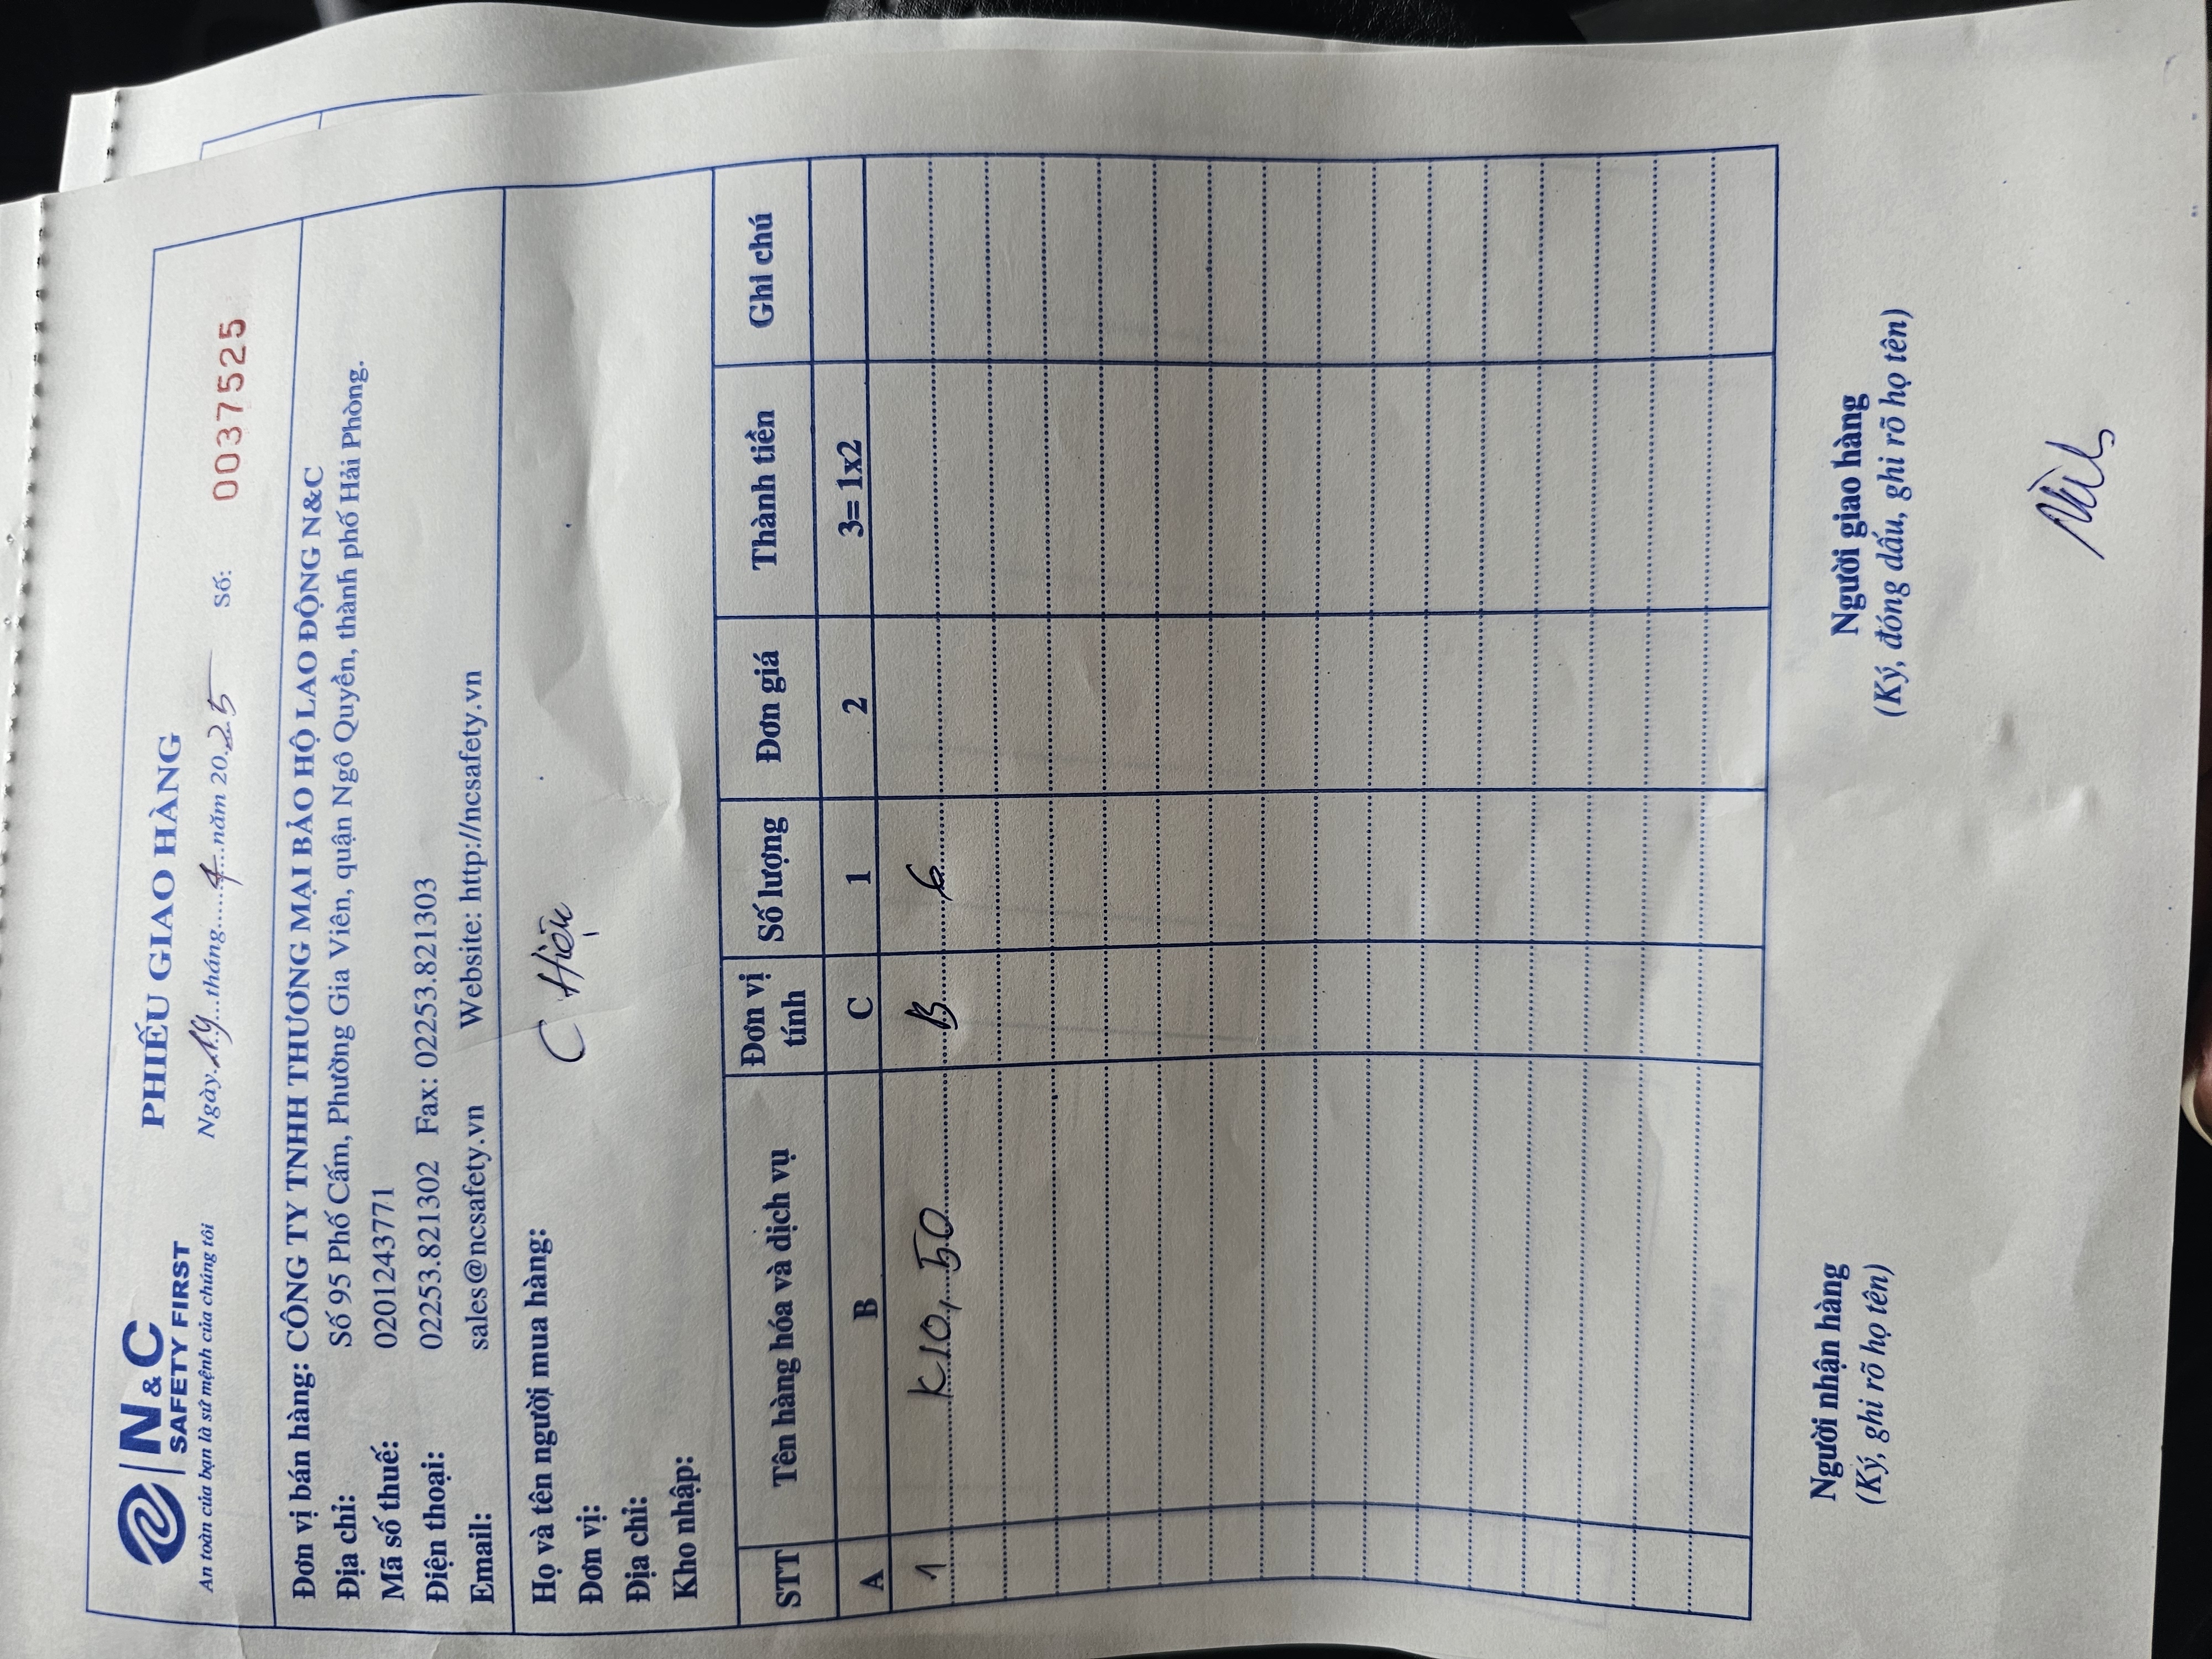 N&C
SAFETY FIRST
An toàn của bạn là sứ mệnh của chúng tôi
PHIẾU GIAO HÀNG
Ngày 19 tháng 4 năm 2025 Số: 0037525
Đơn vị bán hàng: CÔNG TY TNHH THƯƠNG MẠI BẢO HỘ LAO ĐỘNG N&C
Địa chỉ: Số 95 Phố Cấm, Phường Gia Viên, quận Ngô Quyền, thành phố Hải Phòng.
Mã số thuế: 0201243771
Điện thoại: 02253.821302 Fax: 02253.821303
Email: sales@ncsafety.vn Website: http://ncsafety.vn
Họ và tên người mua hàng: C Hiệu
Đơn vị:
Địa chỉ:
Kho nhập:
STT Tên hàng hóa và dịch vụ Đơn vị tính Số lượng Đơn giá Thành tiền Ghi chú
A B C 1 2 3= 1x2
1 K10, 50 B 6
Người nhận hàng Người giao hàng
(Ký, ghi rõ họ tên) (Ký, đóng dấu, ghi rõ họ tên)